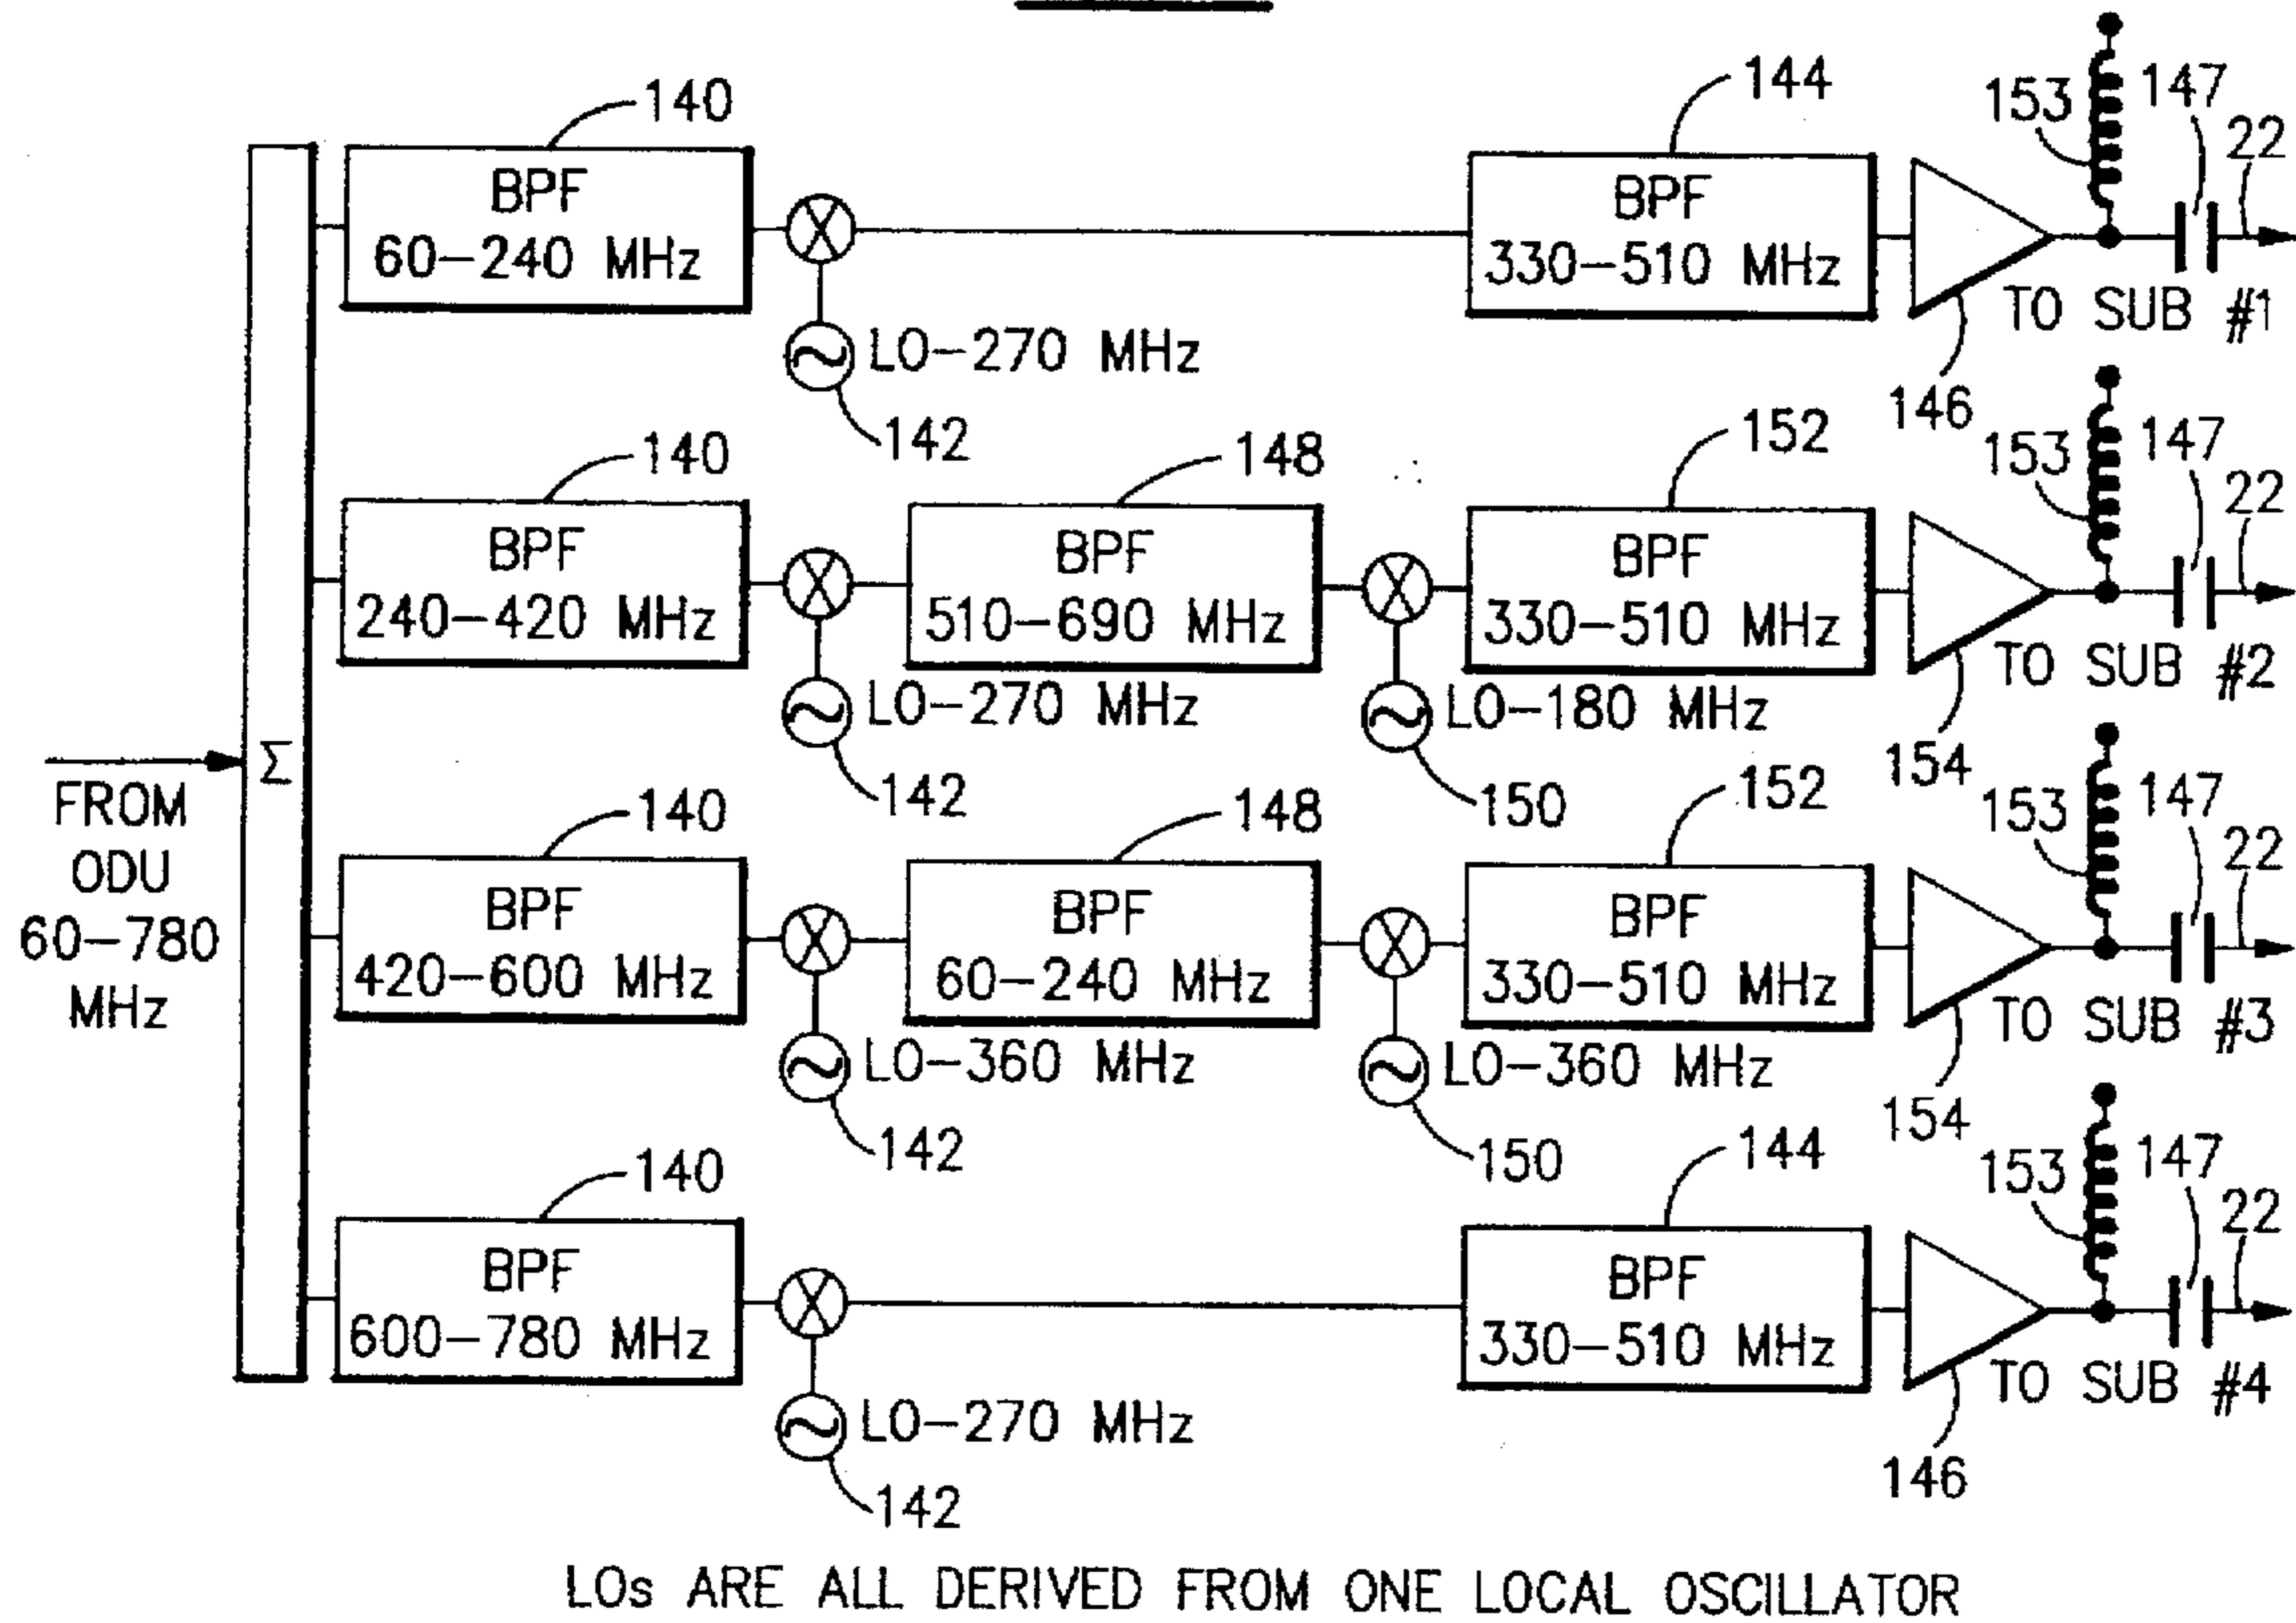 140
144
153
147
22
BPF
60-240 MHz
BPF
330-510 MHz
LO-270 MHz
TO SUB #1
142
146
140
148
152
153
147
22
BPF
240-420 MHz
BPF
510-690 MHz
BPF
330-510 MHz
LO-270 MHz
LO-180 MHz
TO SUB #2
142
150
154
Σ
FROM
ODU
60-780
MHz
140
148
152
153
147
22
BPF
420-600 MHz
BPF
60-240 MHz
BPF
330-510 MHz
LO-360 MHz
LO-360 MHz
TO SUB #3
142
150
154
140
144
153
147
22
BPF
600-780 MHz
BPF
330-510 MHz
LO-270 MHz
TO SUB #4
142
146
LOs ARE ALL DERIVED FROM ONE LOCAL OSCILLATOR